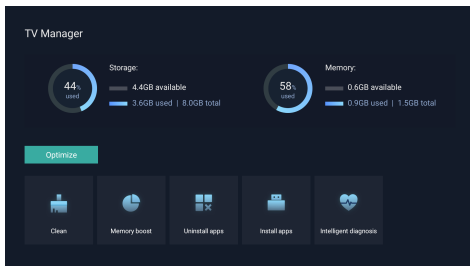 TV Manager
Storage:
44% used
4.4GB available
3.6GB used | 8.0GB total
Memory:
58% used
0.6GB available
0.9GB used | 1.5GB total
Optimize
Clean
Memory boost
Uninstall apps
Install apps
Intelligent diagnosis